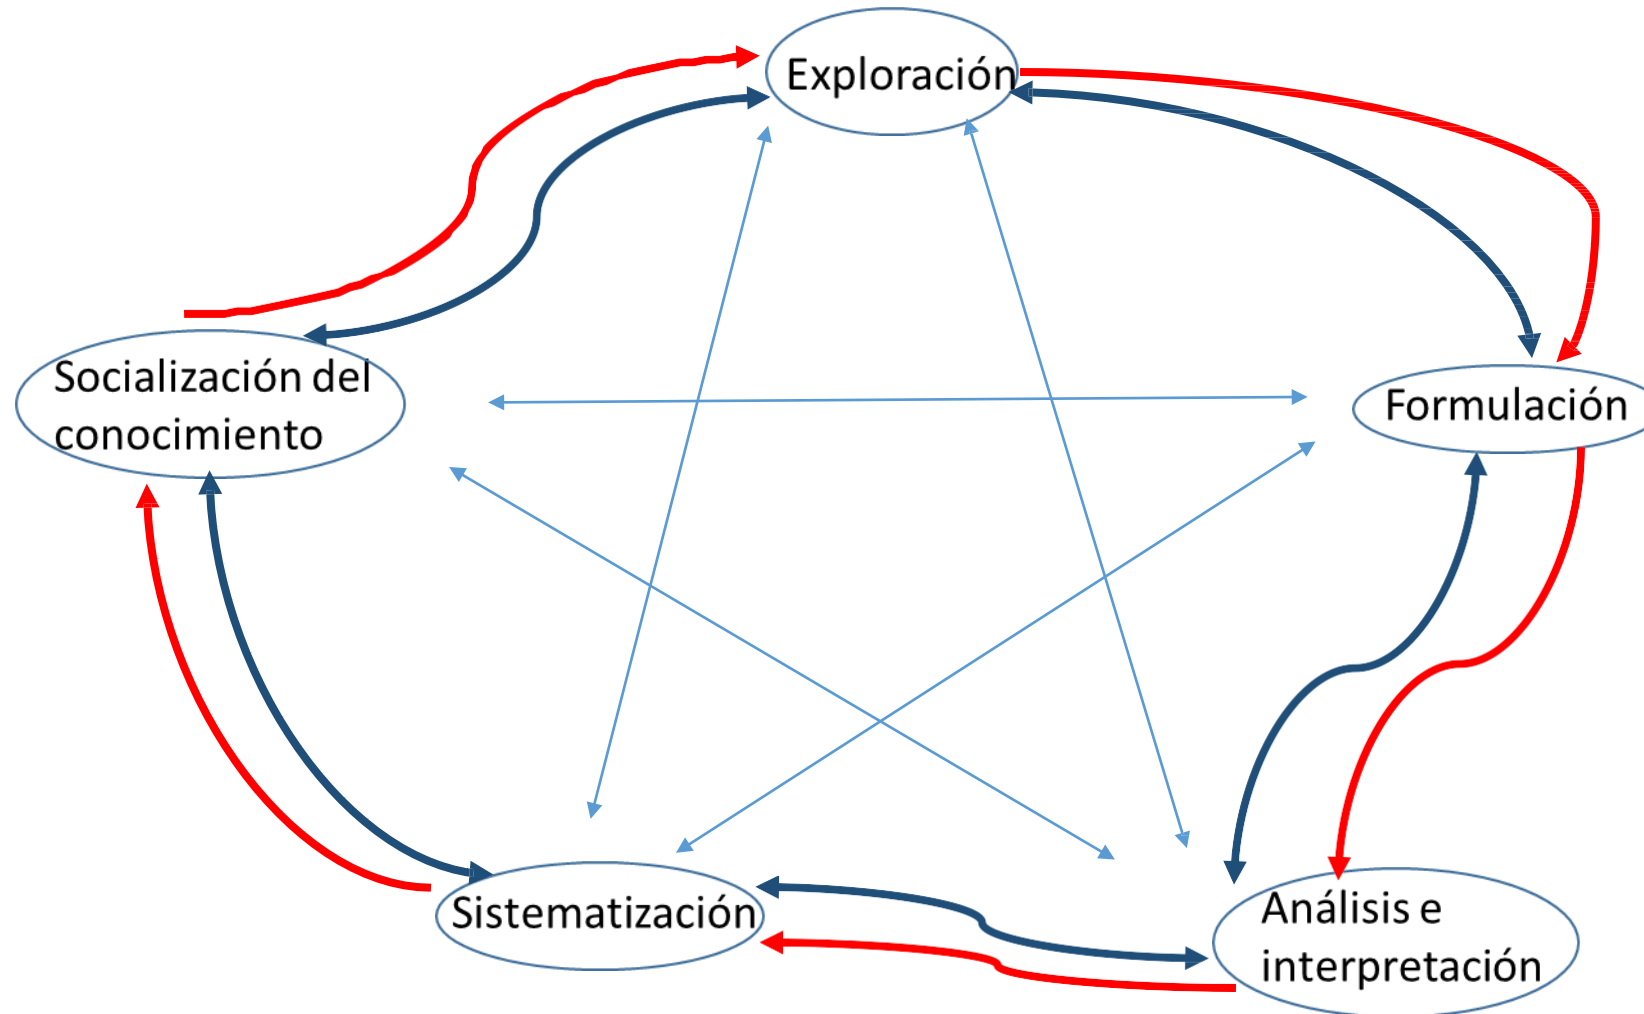 Exploración
Socialización del
conocimiento
Formulación
Sistematización
Análisis e
interpretación